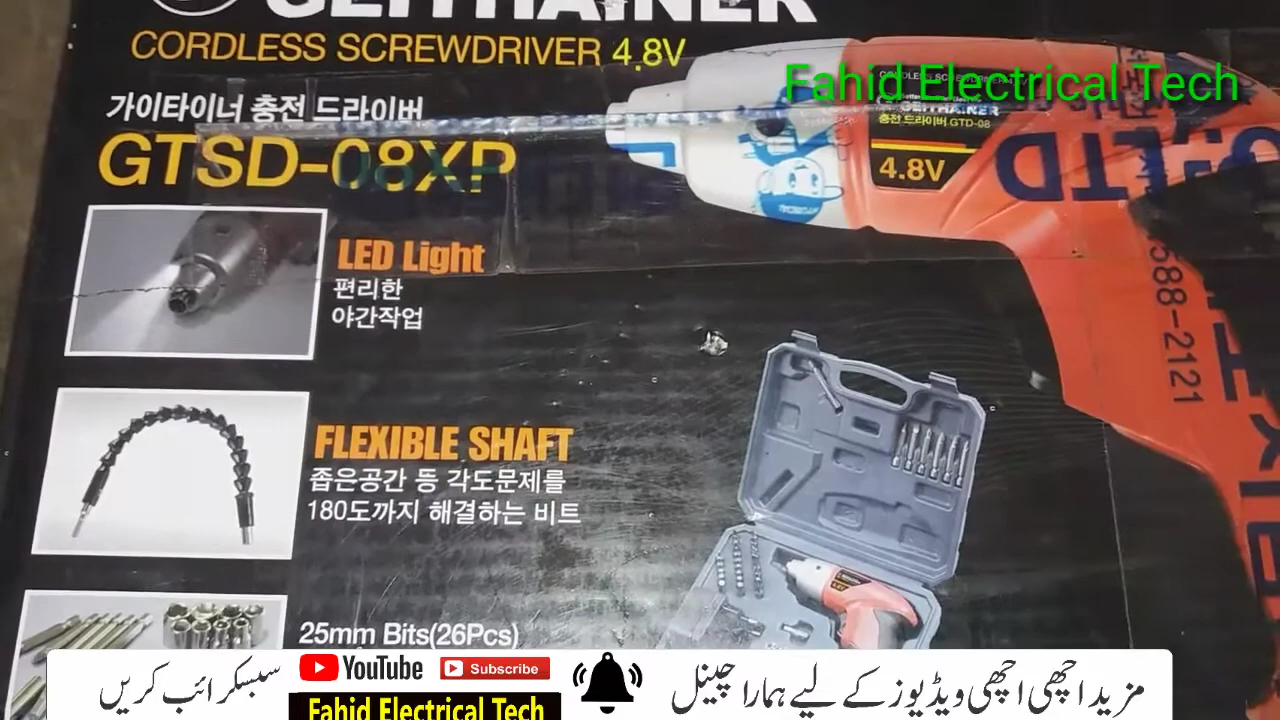 CORDLESS SCREWDRIVER 4.8V
Fahid Electrical Tech
가이타이너 충전 드라이버
GTSD-08XP
충전 드라이버 GTD-08
4.8V
LED Light
편리한
야간작업
588-2121
FLEXIBLE SHAFT
좁은공간 등 각도문제를
180도까지 해결하는 비트
25mm Bits(26Pcs)
مزید اچھی اچھی ویڈیوز کے لیے ہمارا چینل
YouTube
Subscribe
سبسکرائب کریں
Fahid Electrical Tech